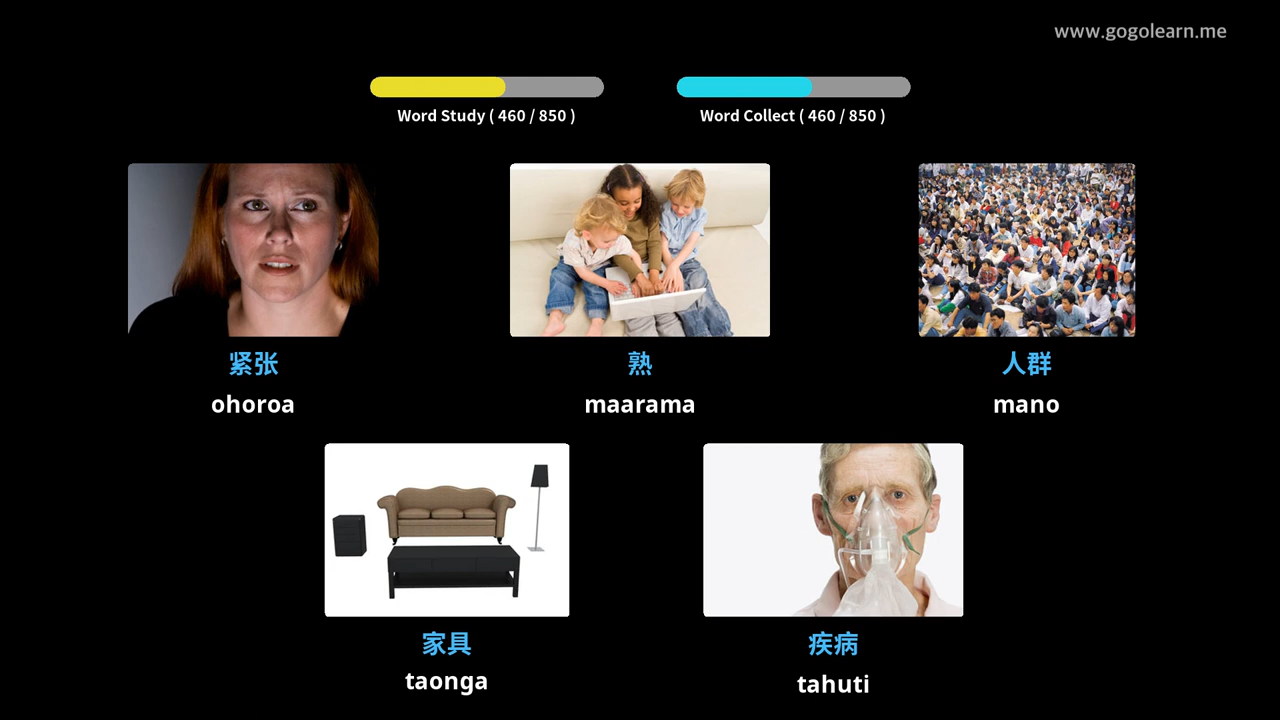 www.gogolearn.me
Word Study ( 460 / 850 )
Word Collect ( 460 / 850 )
紧张
熟
人群
ohoroa
maarama
mano
家具
疾病
taonga
tahuti